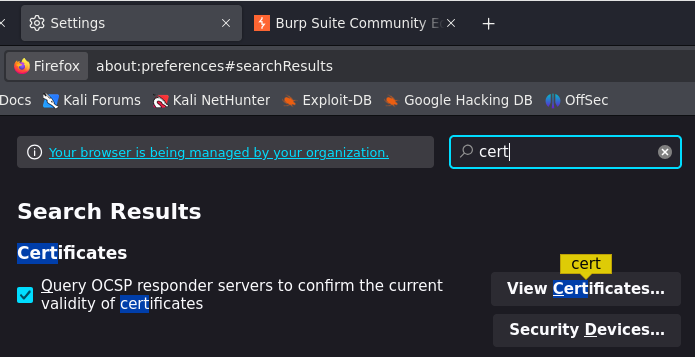 Settings
Burp Suite Community E
Firefox about:preferences#searchResults
Docs Kali Forums Kali NetHunter Exploit-DB Google Hacking DB OffSec
Your browser is being managed by your organization.
cert
Search Results
Certificates
cert
Query OCSP responder servers to confirm the current
validity of certificates
View Certificates...
Security Devices...